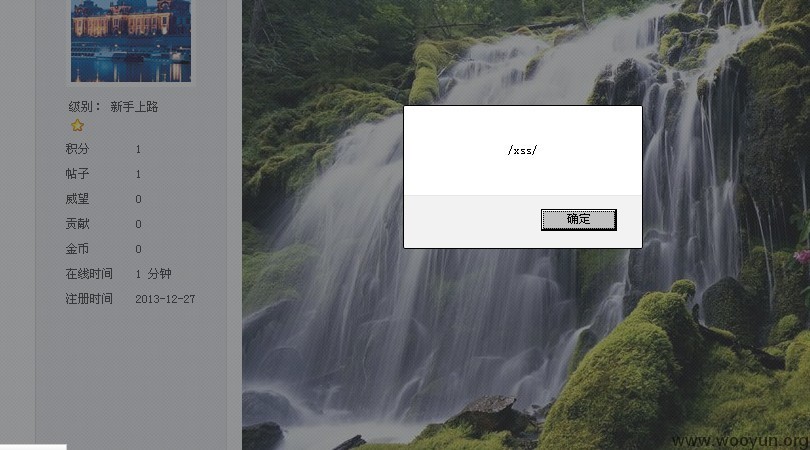 级别： 新手上路
积分 1
帖子 1
威望 0
贡献 0
金币 0
在线时间 1 分钟
注册时间 2013-12-27
/xss/
确定
www.wooyun.org